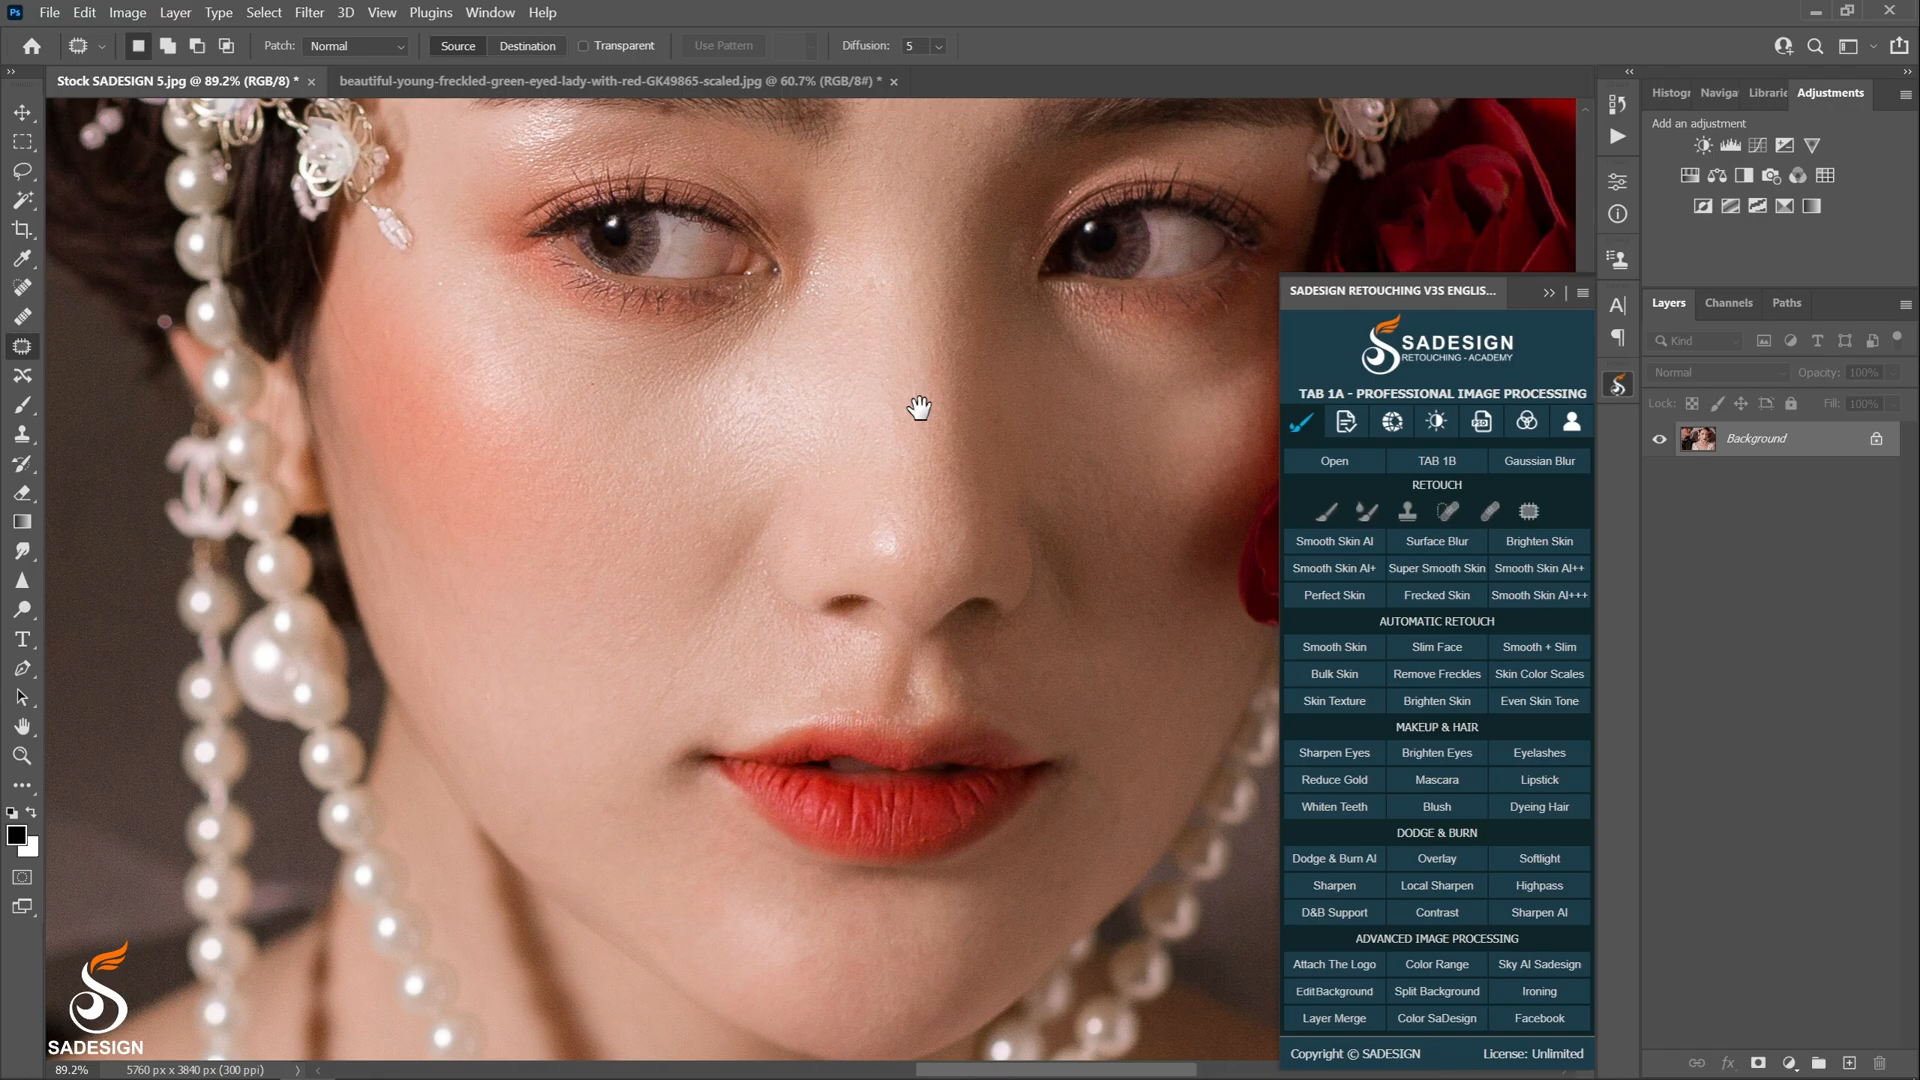 Ps File Edit Image Layer Type Select Filter 3D View Plugins Window Help
Patch: Normal Source Destination Transparent Use Pattern Diffusion: 5
Stock SADESIGN 5.jpg @ 89.2% (RGB/8) * × beautiful-young-freckled-green-eyed-lady-with-red-GK49865-scaled.jpg @ 60.7% (RGB/8#) * ×
Histogr Naviga Librarie Adjustments
Add an adjustment
SADESIGN RETOUCHING V3S ENGLIS...
SADESIGN
RETOUCHING - ACADEMY
TAB 1A - PROFESSIONAL IMAGE PROCESSING
Open TAB 1B Gaussian Blur
RETOUCH
Smooth Skin AI Surface Blur Brighten Skin
Smooth Skin AI+ Super Smooth Skin Smooth Skin AI++
Perfect Skin Frecked Skin Smooth Skin AI+++
AUTOMATIC RETOUCH
Smooth Skin Slim Face Smooth + Slim
Bulk Skin Remove Freckles Skin Color Scales
Skin Texture Brighten Skin Even Skin Tone
MAKEUP & HAIR
Sharpen Eyes Brighten Eyes Eyelashes
Reduce Gold Mascara Lipstick
Whiten Teeth Blush Dyeing Hair
DODGE & BURN
Dodge & Burn AI Overlay Softlight
Sharpen Local Sharpen Highpass
D&B Support Contrast Sharpen AI
ADVANCED IMAGE PROCESSING
Attach The Logo Color Range Sky AI Sadesign
EditBackground Split Background Ironing
Layer Merge Color SaDesign Facebook
Copyright © SADESIGN License: Unlimited
Layers Channels Paths
Kind
Normal Opacity: 100%
Lock: Fill: 100%
Background
SADESIGN
89.2% 5760 px x 3840 px (300 ppi)